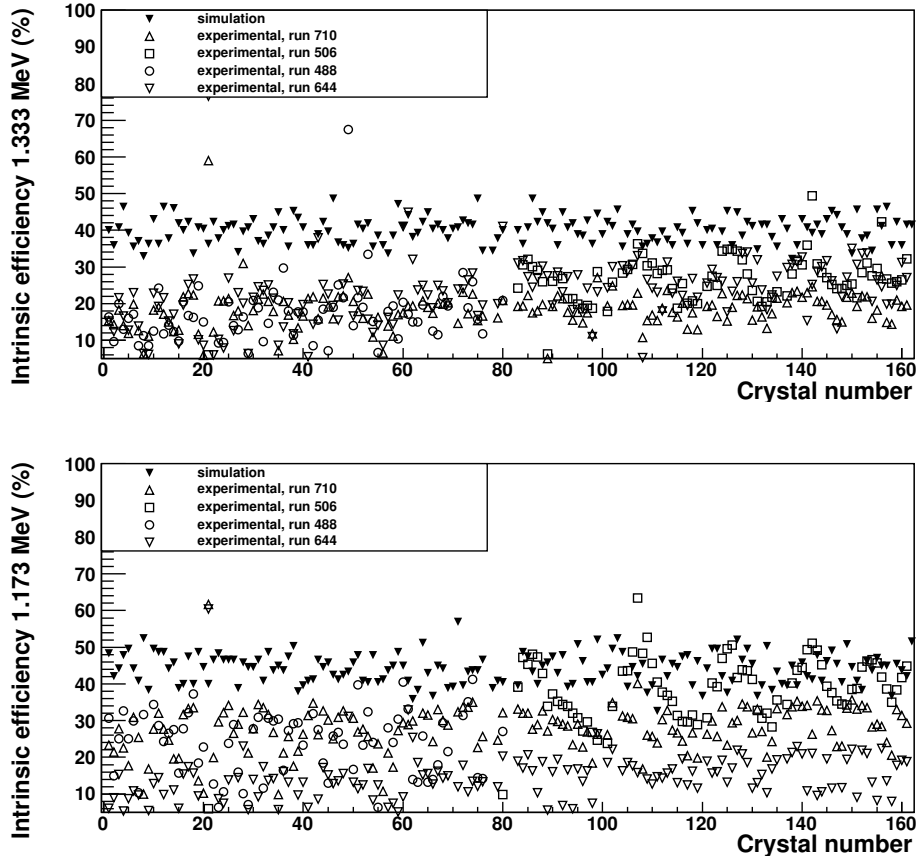 Intrinsic efficiency 1.333 MeV (%)
100
90
80
70
60
50
40
30
20
10
simulation
experimental, run 710
experimental, run 506
experimental, run 488
experimental, run 644
0 20 40 60 80 100 120 140 160
Crystal number
Intrinsic efficiency 1.173 MeV (%)
100
90
80
70
60
50
40
30
20
10
simulation
experimental, run 710
experimental, run 506
experimental, run 488
experimental, run 644
0 20 40 60 80 100 120 140 160
Crystal number